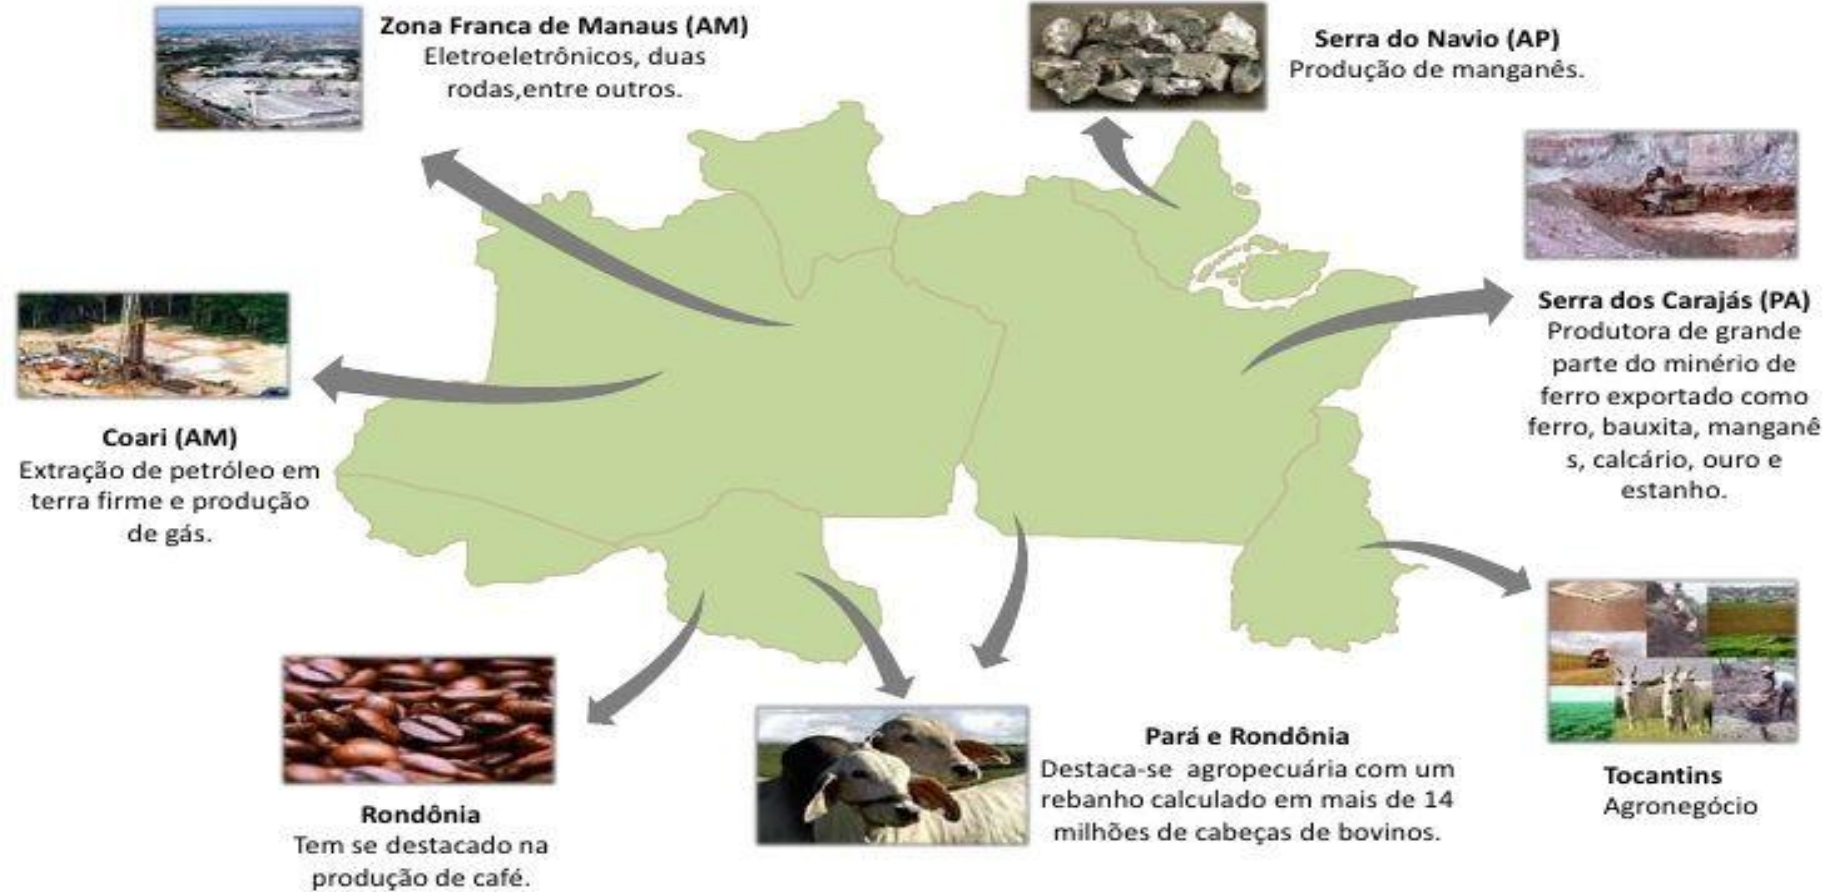 Zona Franca de Manaus (AM)
Eletroeletrônicos, duas
rodas,entre outros.
Serra do Navio (AP)
Produção de manganês.
Serra dos Carajás (PA)
Produtora de grande
parte do minério de
ferro exportado como
ferro, bauxita, manganê
s, calcário, ouro e
estanho.
Coari (AM)
Extração de petróleo em
terra firme e produção
de gás.
Rondônia
Tem se destacado na
produção de café.
Pará e Rondônia
Destaca-se agropecuária com um
rebanho calculado em mais de 14
milhões de cabeças de bovinos.
Tocantins
Agronegócio